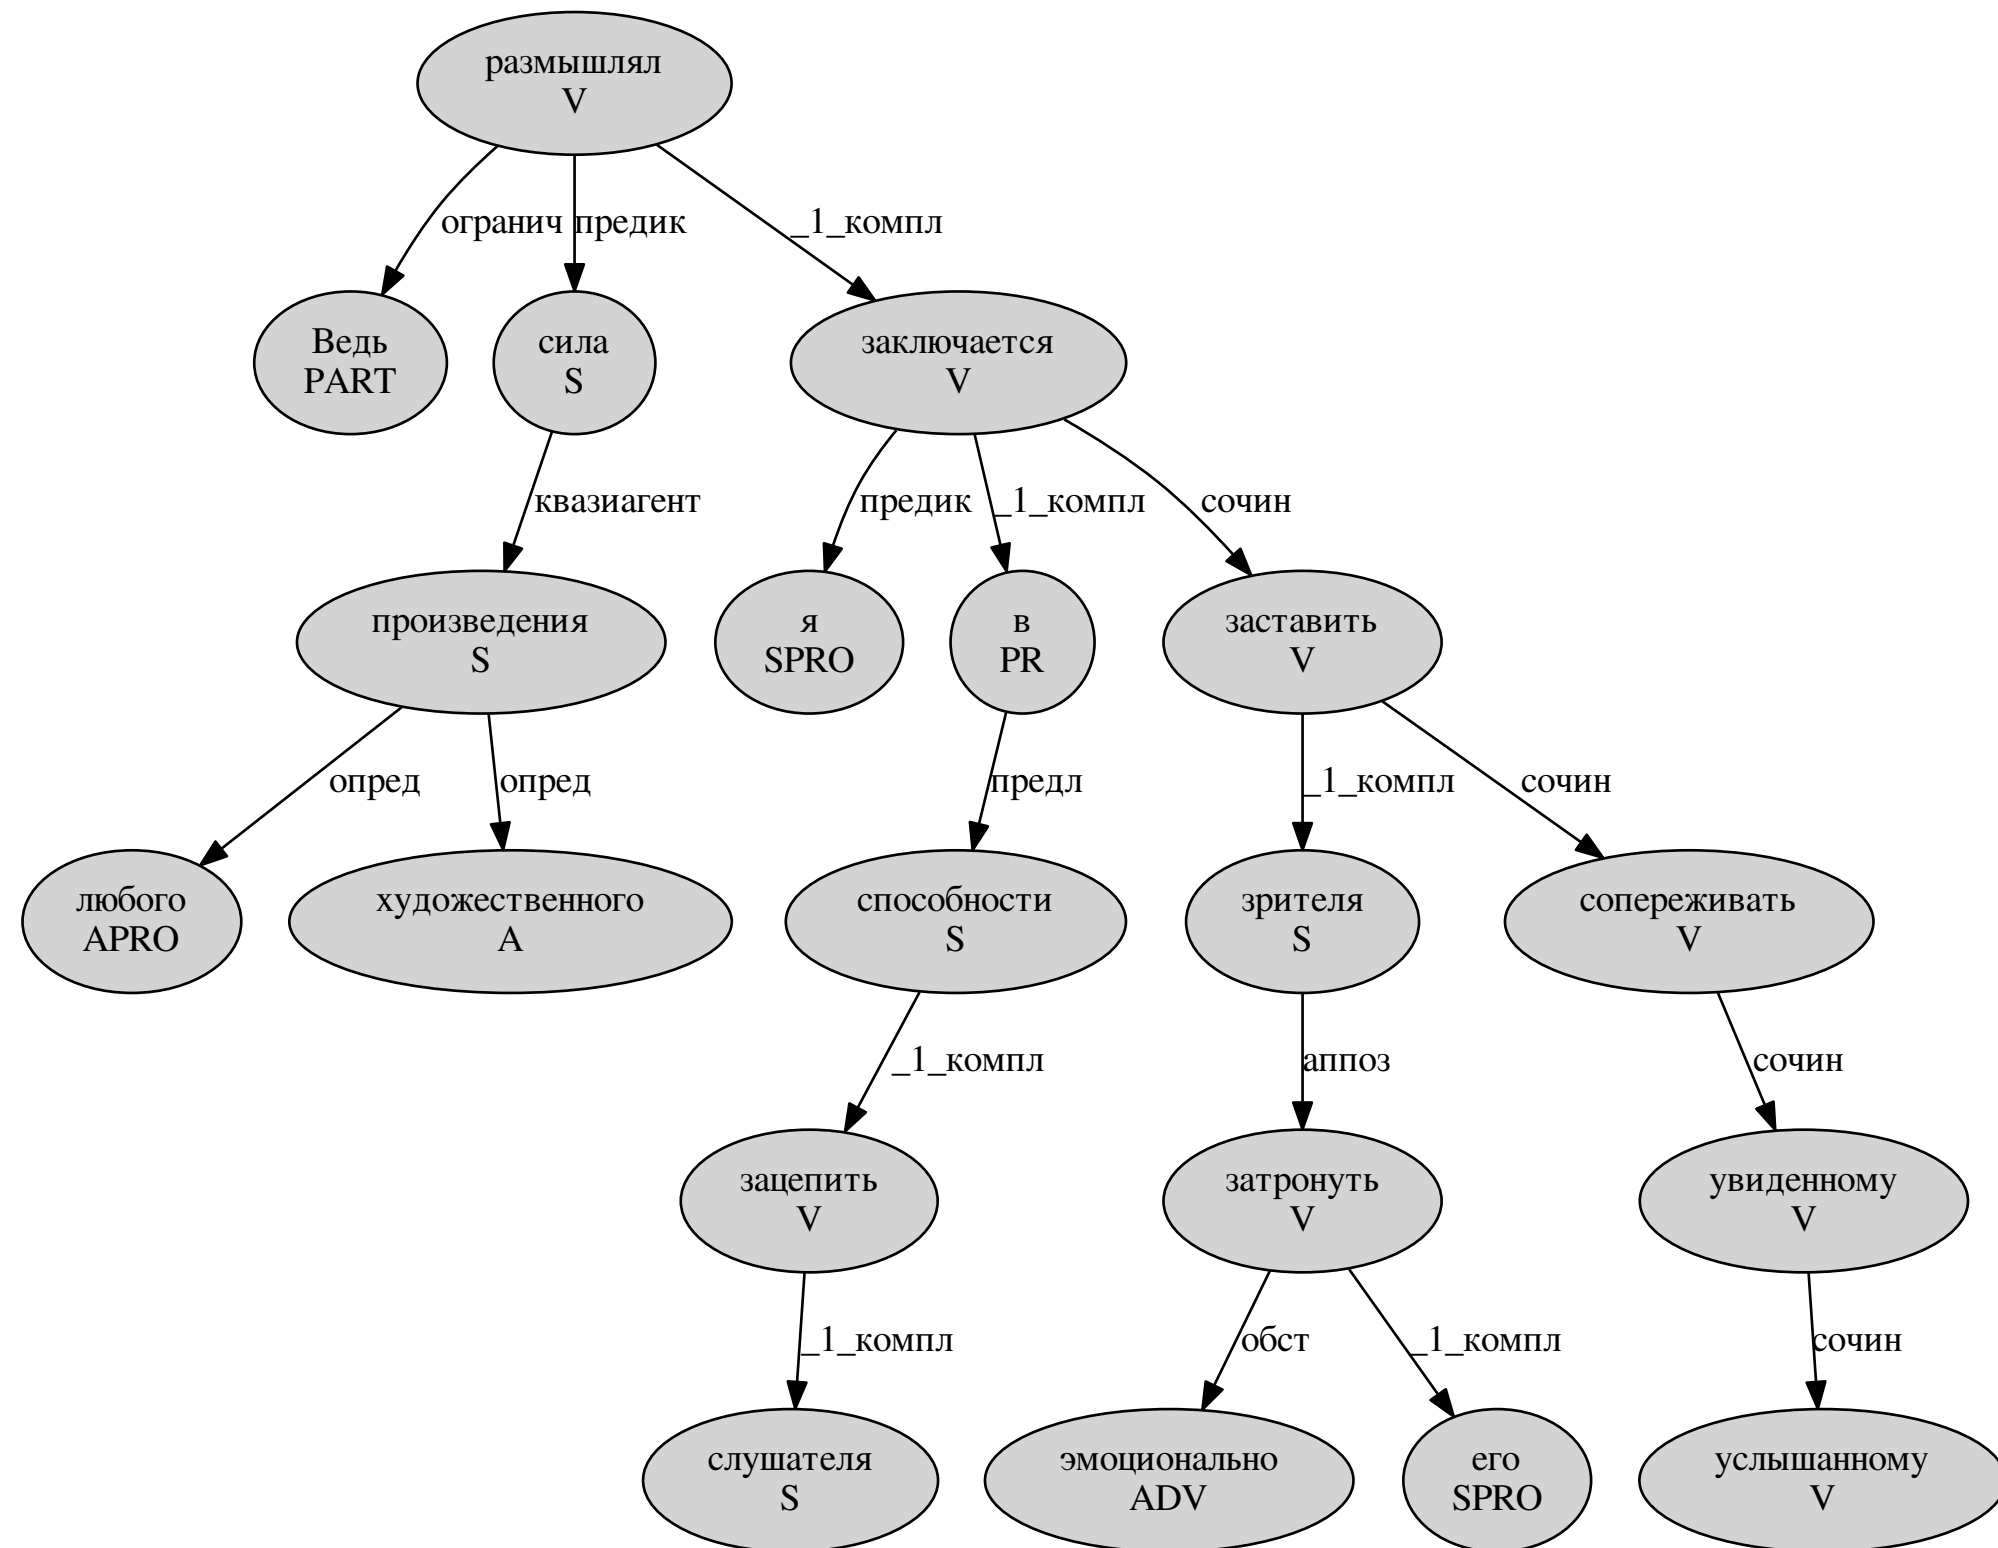 размышлял
V
огранич
предик
_1_компл
Ведь
PART
сила
S
заключается
V
квазиагент
предик
_1_компл
сочин
произведения
S
я
SPRO
в
PR
заставить
V
опред
опред
предл
_1_компл
сочин
любого
APRO
художественного
A
способности
S
зрителя
S
сопереживать
V
_1_компл
аппоз
сочин
зацепить
V
затронуть
V
увиденному
V
_1_компл
обст
_1_компл
сочин
слушателя
S
эмоционально
ADV
его
SPRO
услышанному
V